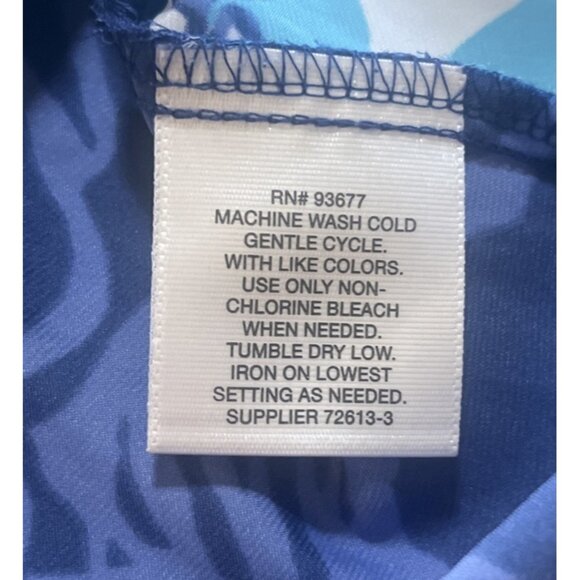 RN# 93677
MACHINE WASH COLD
GENTLE CYCLE.
WITH LIKE COLORS.
USE ONLY NON-
CHLORINE BLEACH
WHEN NEEDED.
TUMBLE DRY LOW.
IRON ON LOWEST
SETTING AS NEEDED.
SUPPLIER 72613-3